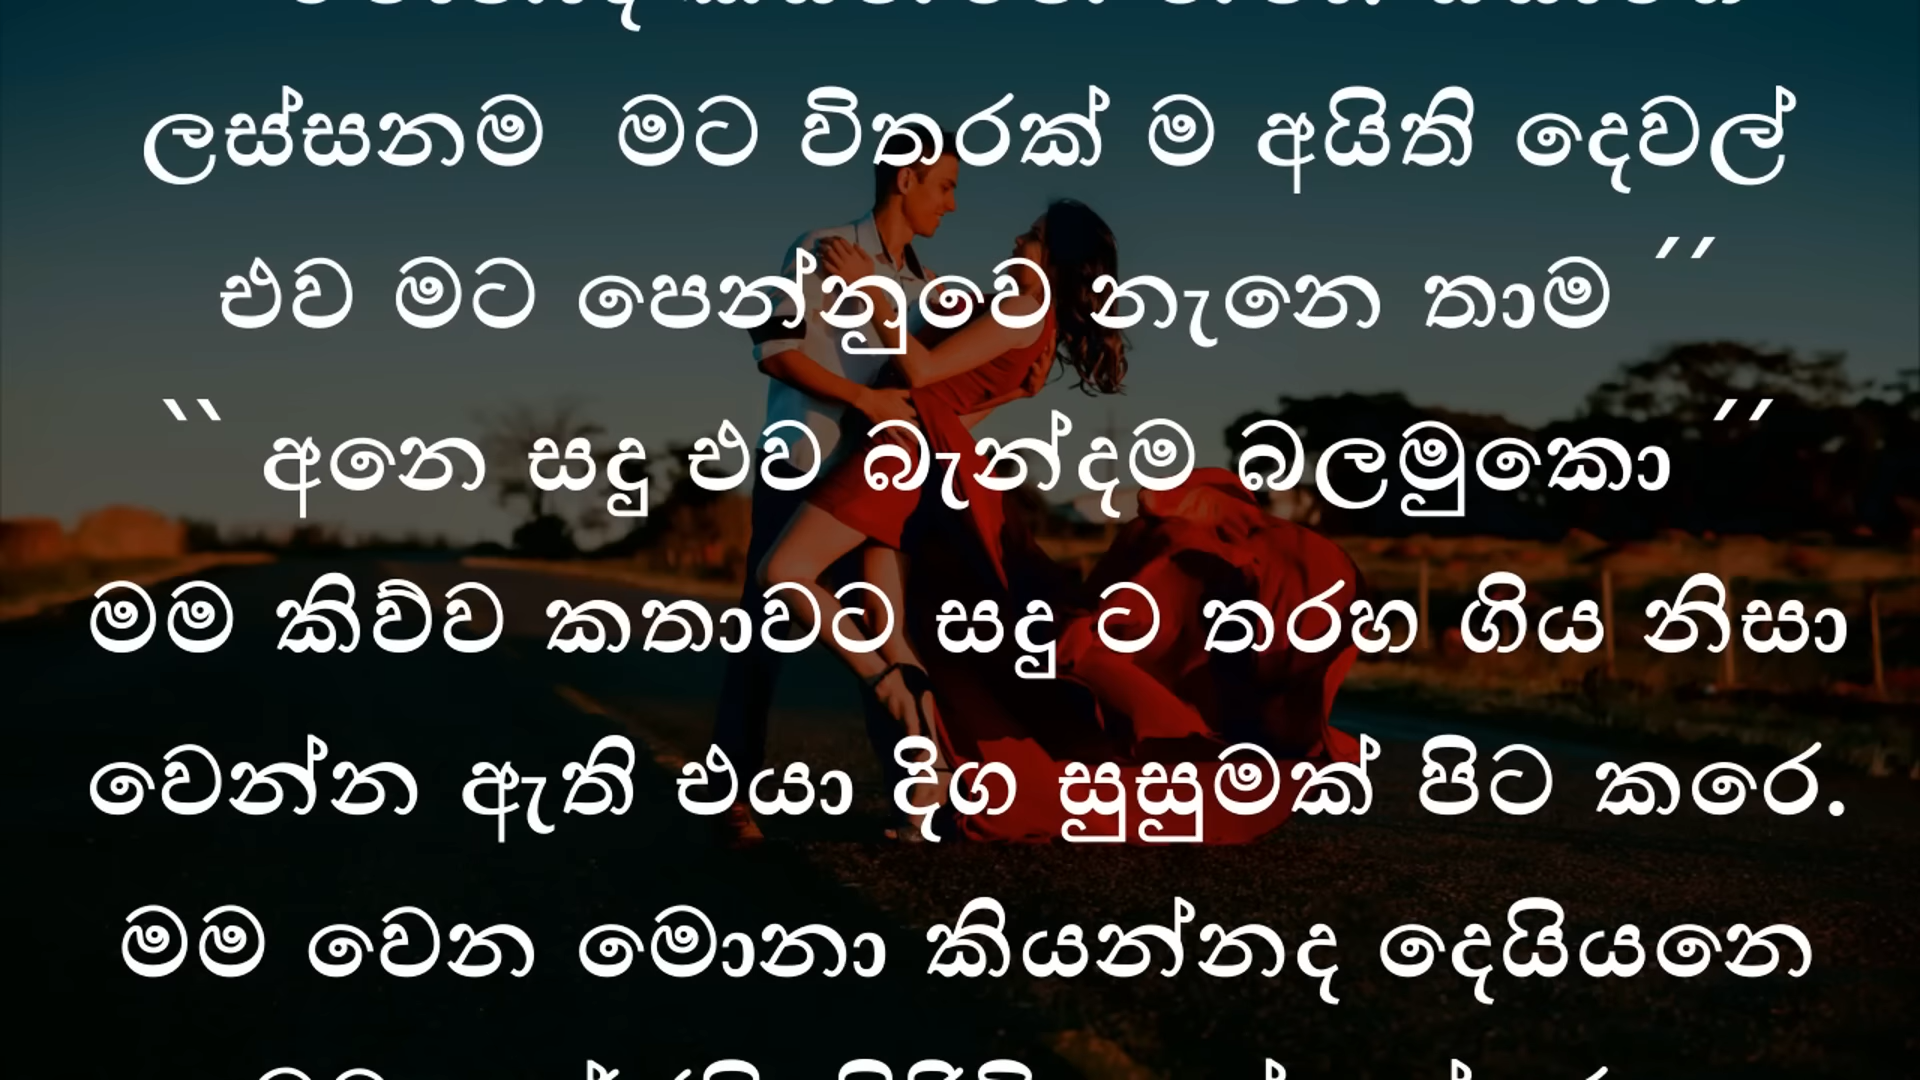 ලස්සනම මට විතරක් ම අයිති දෙවල්
එව මට පෙන්නුවෙ නැනෙ තාම ´´
`` අනෙ සදු එව බැන්දම බලමුකො ´´
මම කිව්ව කතාවට සදු ට තරහ ගිය නිසා
වෙන්න ඇති එයා දිග සුසුමක් පිට කරෙ.
මම වෙන මොනා කියන්නද දෙයියනෙ